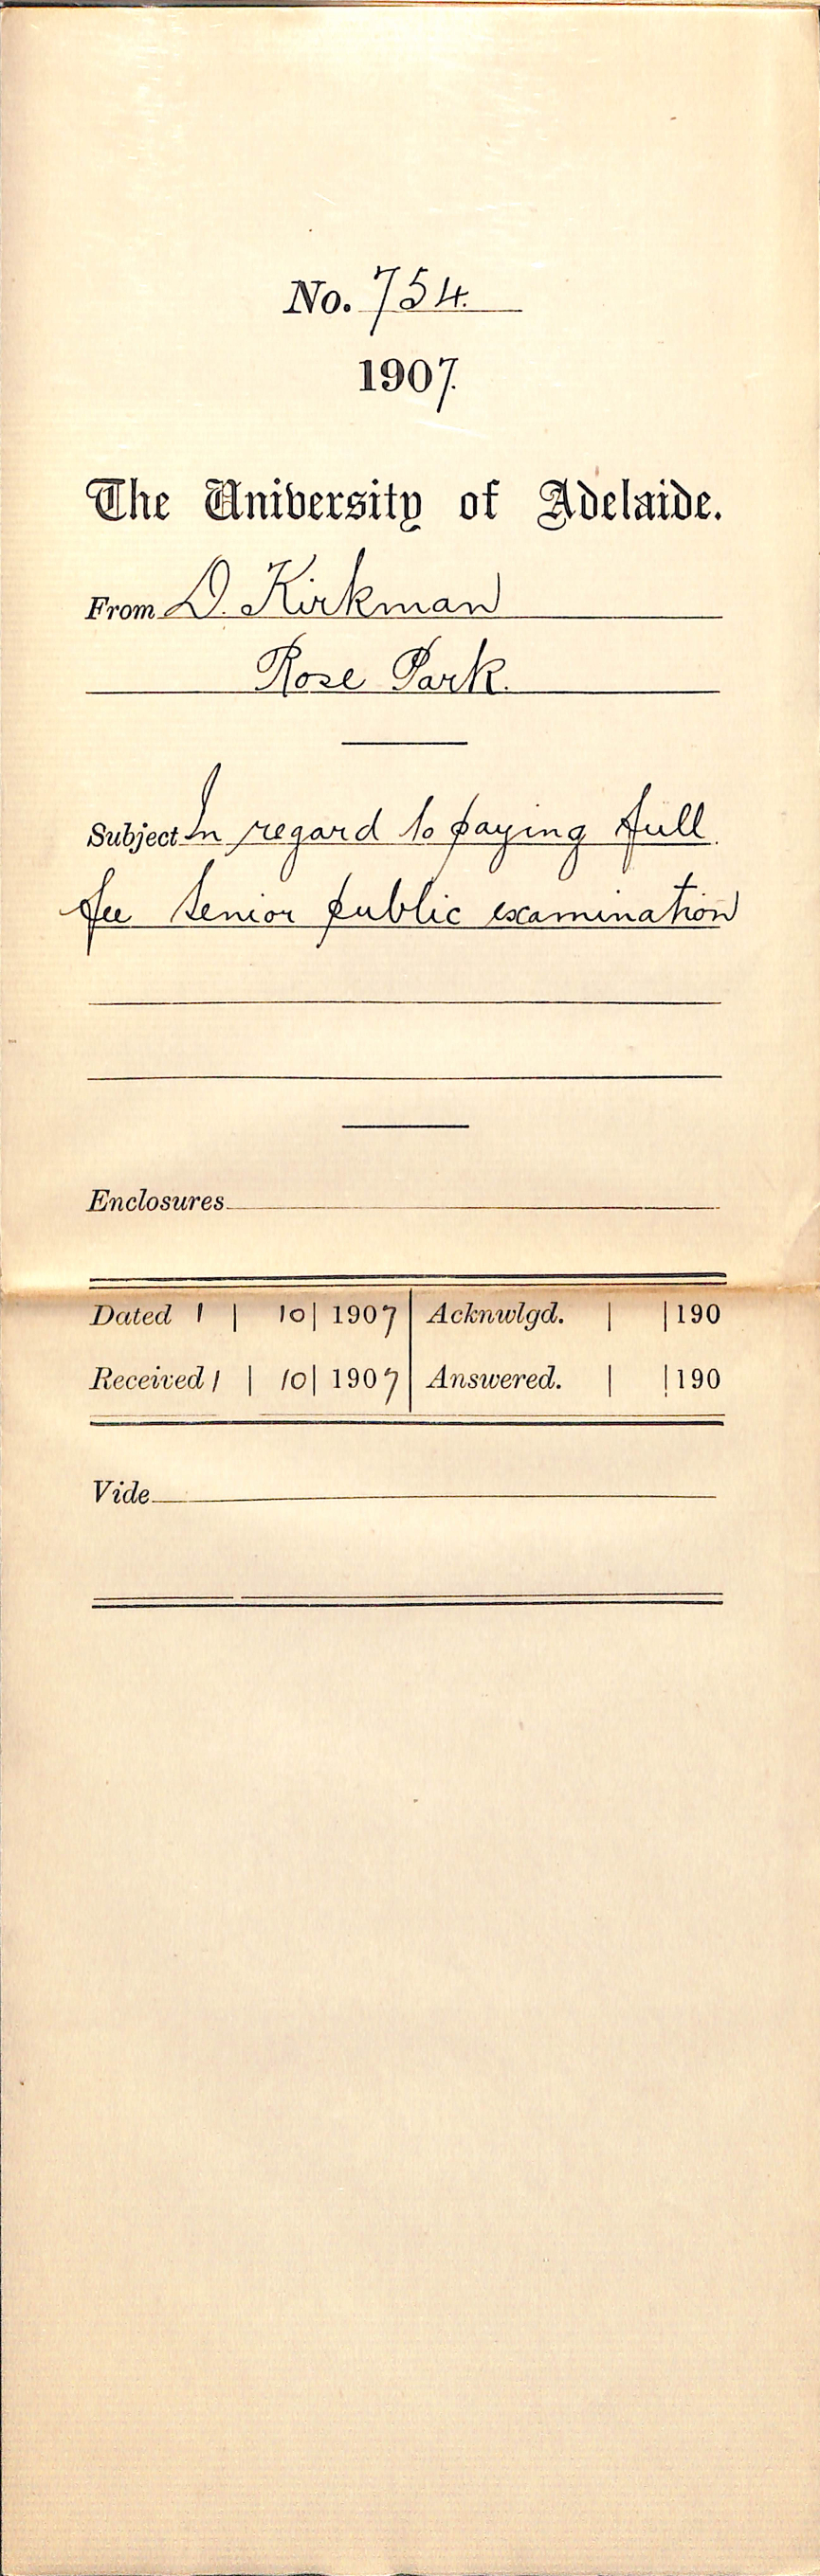 No. 754.
1907.
The University of Adelaide.
From D. Kirkman
Rose Park.
Subject In regard to paying full
fee Senior public examination
Enclosures
Dated 1 | 10 | 1907 | Acknwlgd. | | 190
Received 1 | 10 | 1907 | Answered. | | 190
Vide